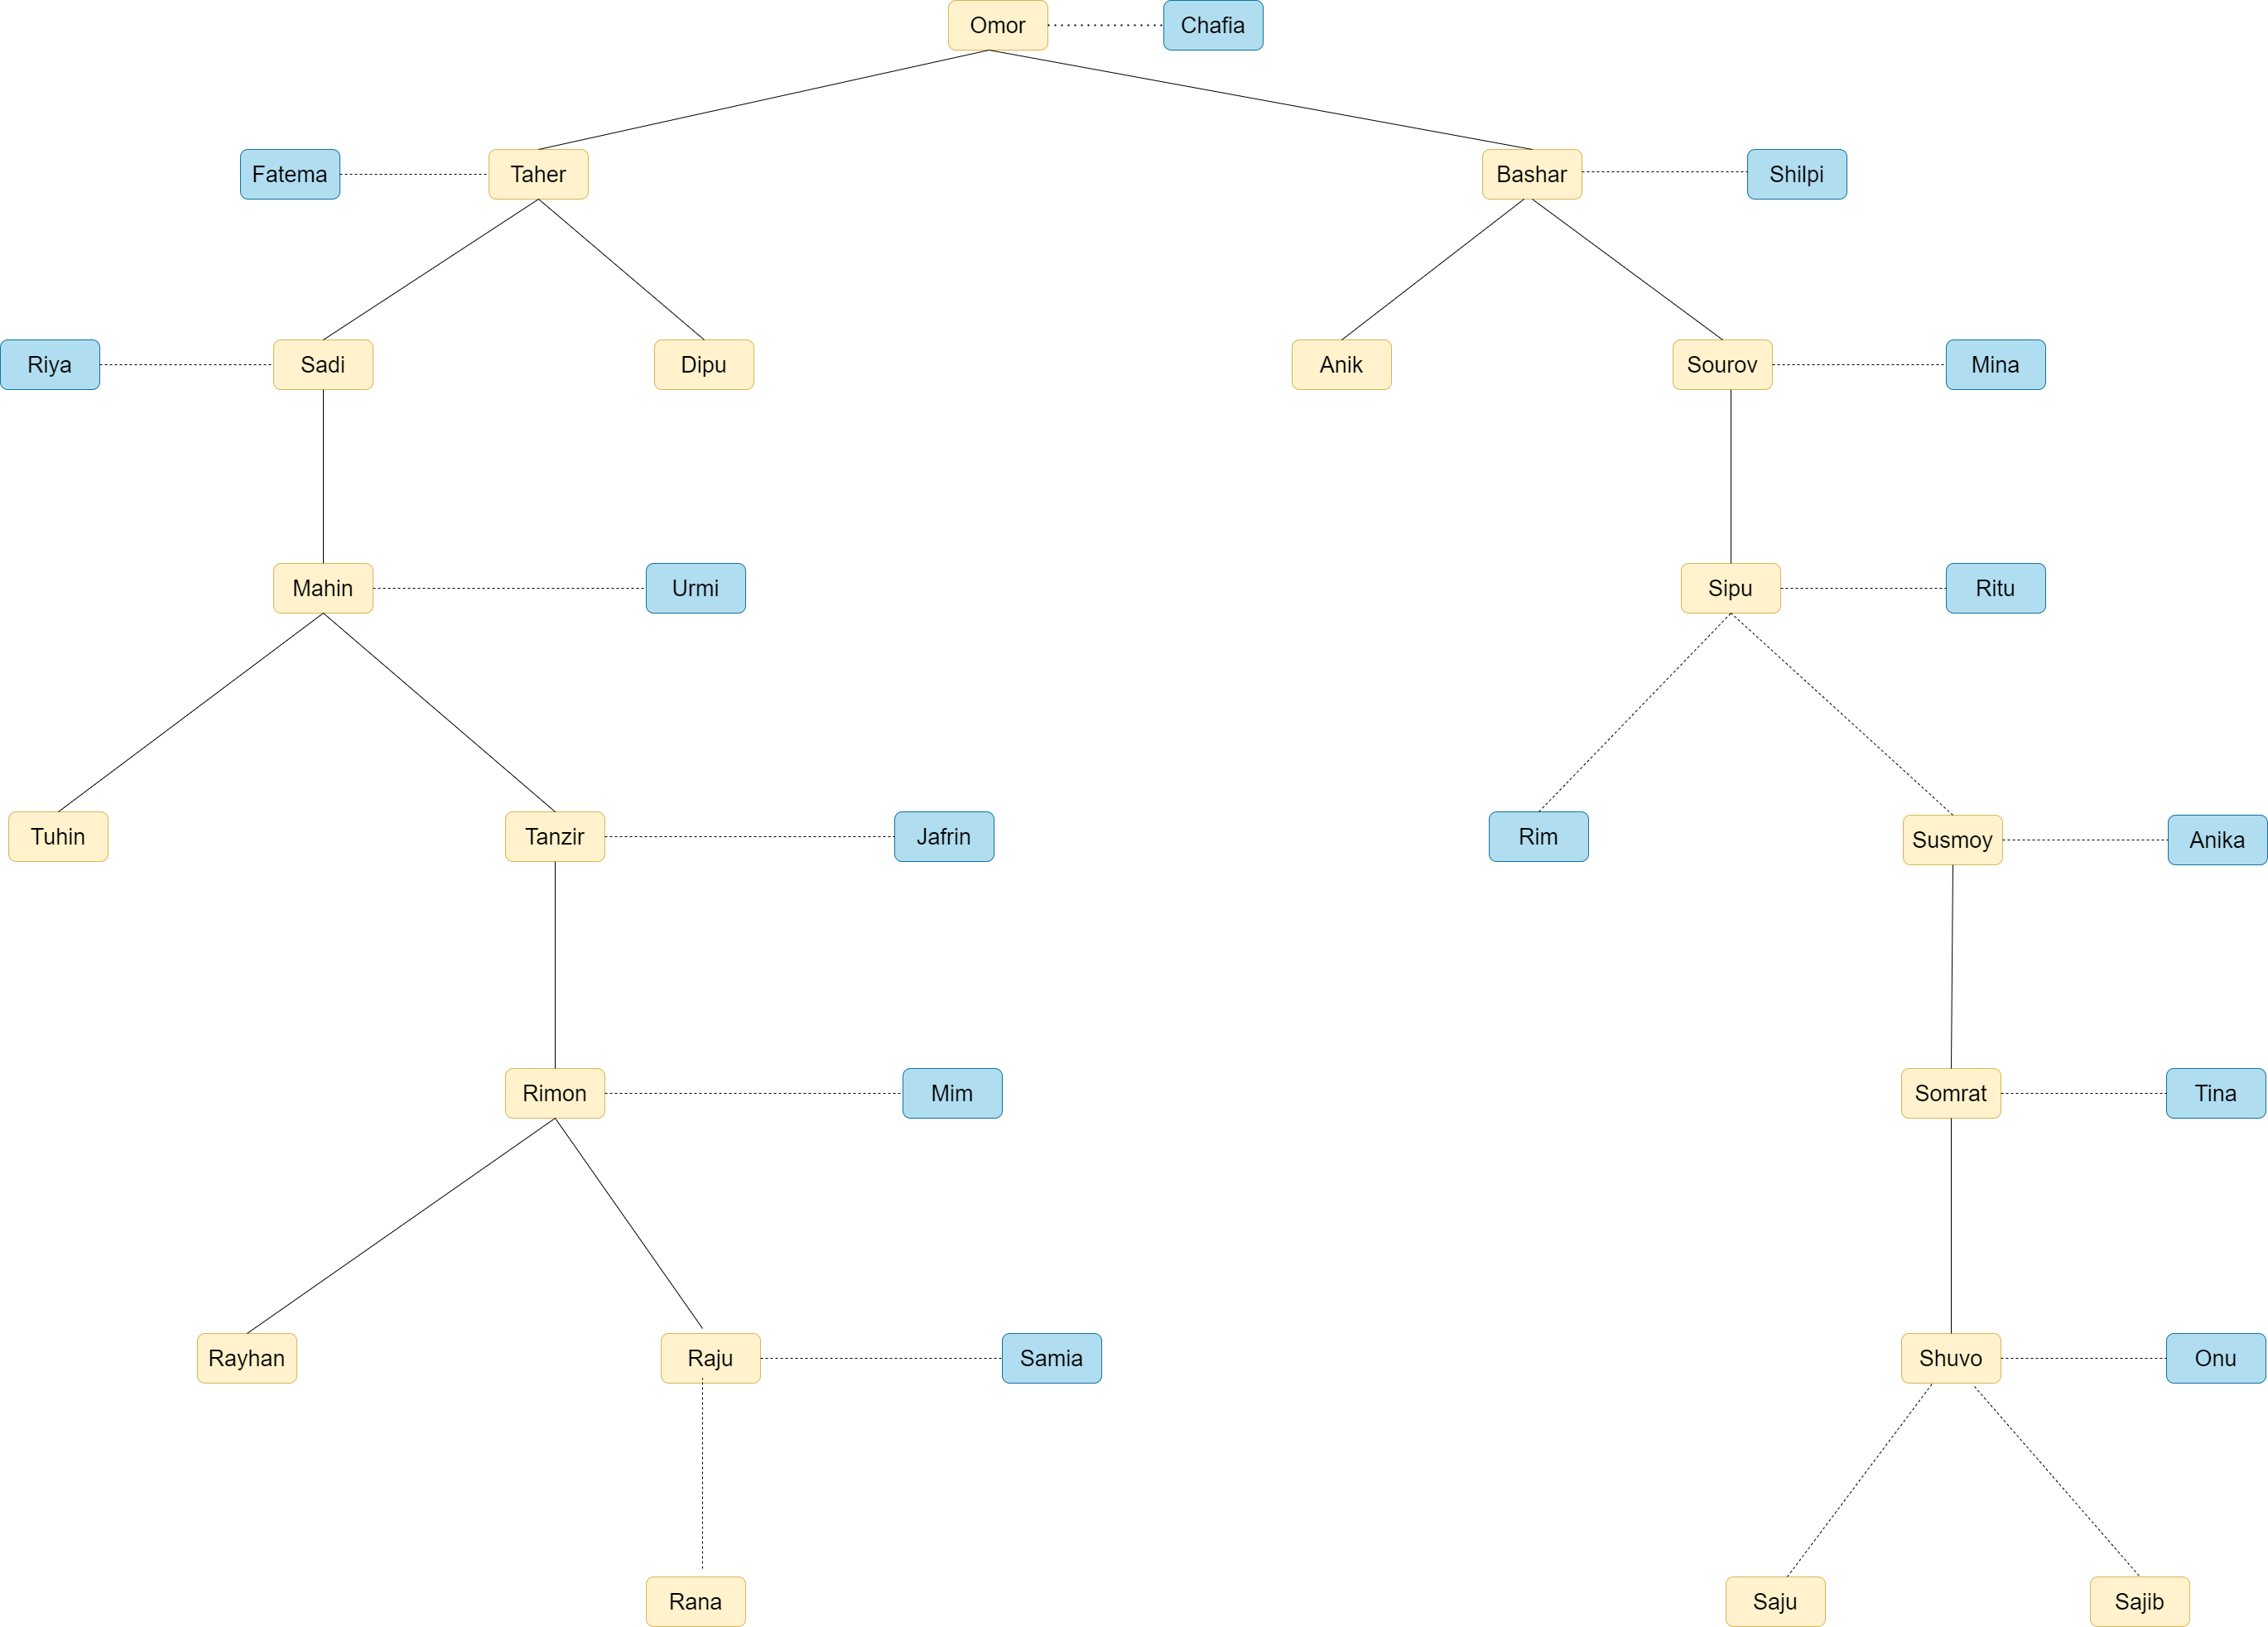 Omor
Chafia
Fatema
Taher
Bashar
Shilpi
Riya
Sadi
Dipu
Anik
Sourov
Mina
Mahin
Urmi
Sipu
Ritu
Tuhin
Tanzir
Jafrin
Rim
Susmoy
Anika
Rimon
Mim
Somrat
Tina
Rayhan
Raju
Samia
Shuvo
Onu
Rana
Saju
Sajib